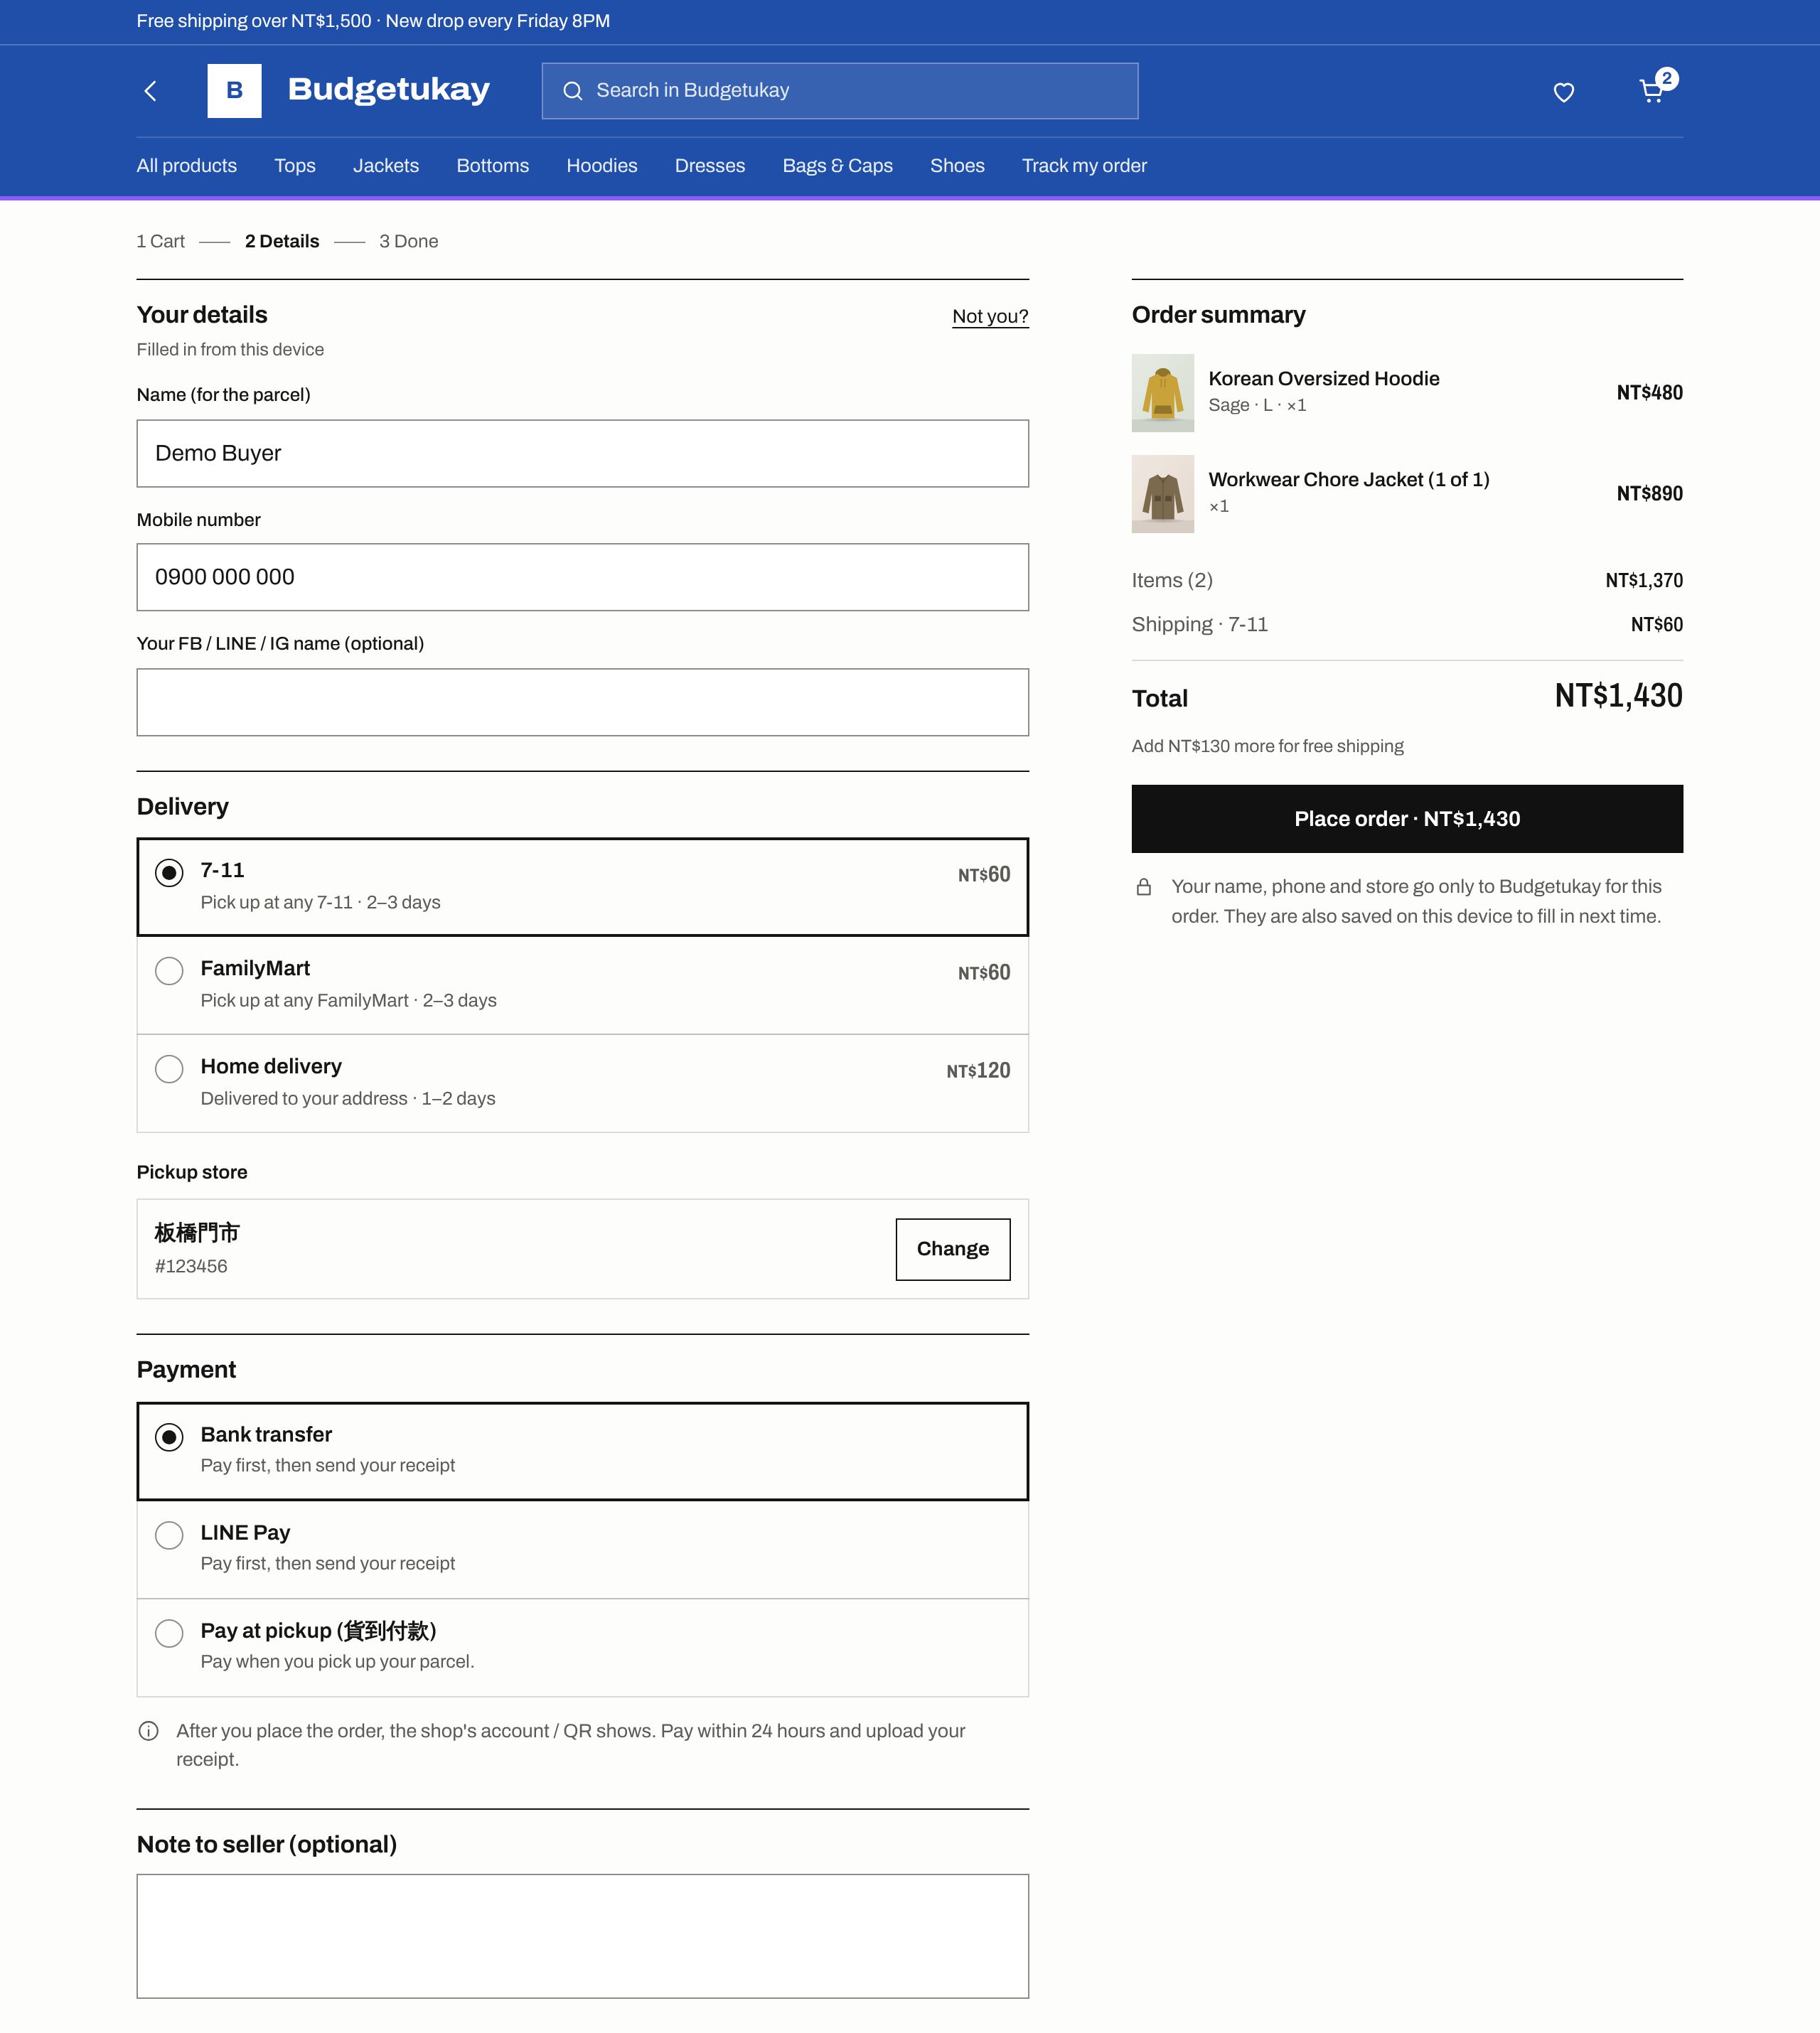 Free shipping over NT$1,500 · New drop every Friday 8PM
B
Budgetukay
Search in Budgetukay
2
All products
Tops
Jackets
Bottoms
Hoodies
Dresses
Bags & Caps
Shoes
Track my order
1 Cart
2 Details
3 Done
Your details
Not you?
Filled in from this device
Name (for the parcel)
Demo Buyer
Mobile number
0900 000 000
Your FB / LINE / IG name (optional)
Delivery
7-11
NT$60
Pick up at any 7-11 · 2–3 days
FamilyMart
NT$60
Pick up at any FamilyMart · 2–3 days
Home delivery
NT$120
Delivered to your address · 1–2 days
Pickup store
板橋門市
#123456
Change
Payment
Bank transfer
Pay first, then send your receipt
LINE Pay
Pay first, then send your receipt
Pay at pickup (貨到付款)
Pay when you pick up your parcel.
After you place the order, the shop's account / QR shows. Pay within 24 hours and upload your
receipt.
Note to seller (optional)
Order summary
Korean Oversized Hoodie
Sage · L · ×1
NT$480
Workwear Chore Jacket (1 of 1)
×1
NT$890
Items (2)
NT$1,370
Shipping · 7-11
NT$60
Total
NT$1,430
Add NT$130 more for free shipping
Place order · NT$1,430
Your name, phone and store go only to Budgetukay for this
order. They are also saved on this device to fill in next time.